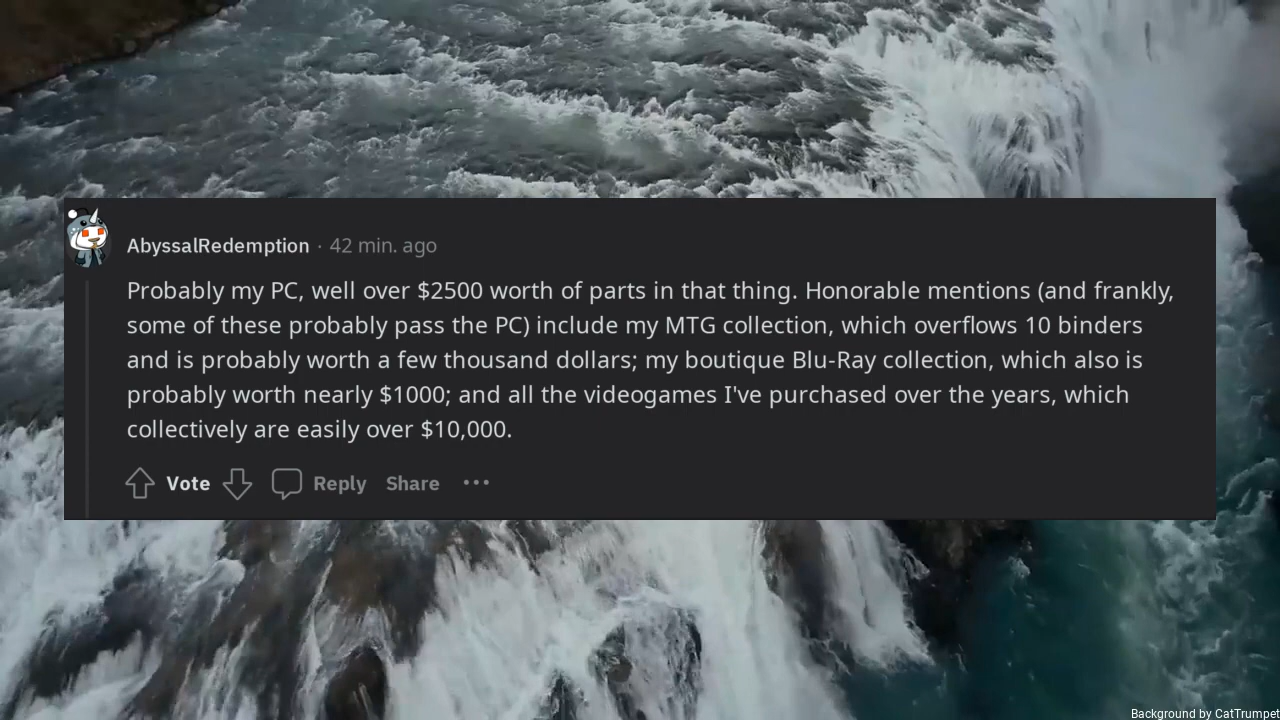 AbyssalRedemption · 42 min. ago
Probably my PC, well over $2500 worth of parts in that thing. Honorable mentions (and frankly,
some of these probably pass the PC) include my MTG collection, which overflows 10 binders
and is probably worth a few thousand dollars; my boutique Blu-Ray collection, which also is
probably worth nearly $1000; and all the videogames I've purchased over the years, which
collectively are easily over $10,000.
Vote Reply Share ···
Background by CatTrumpet